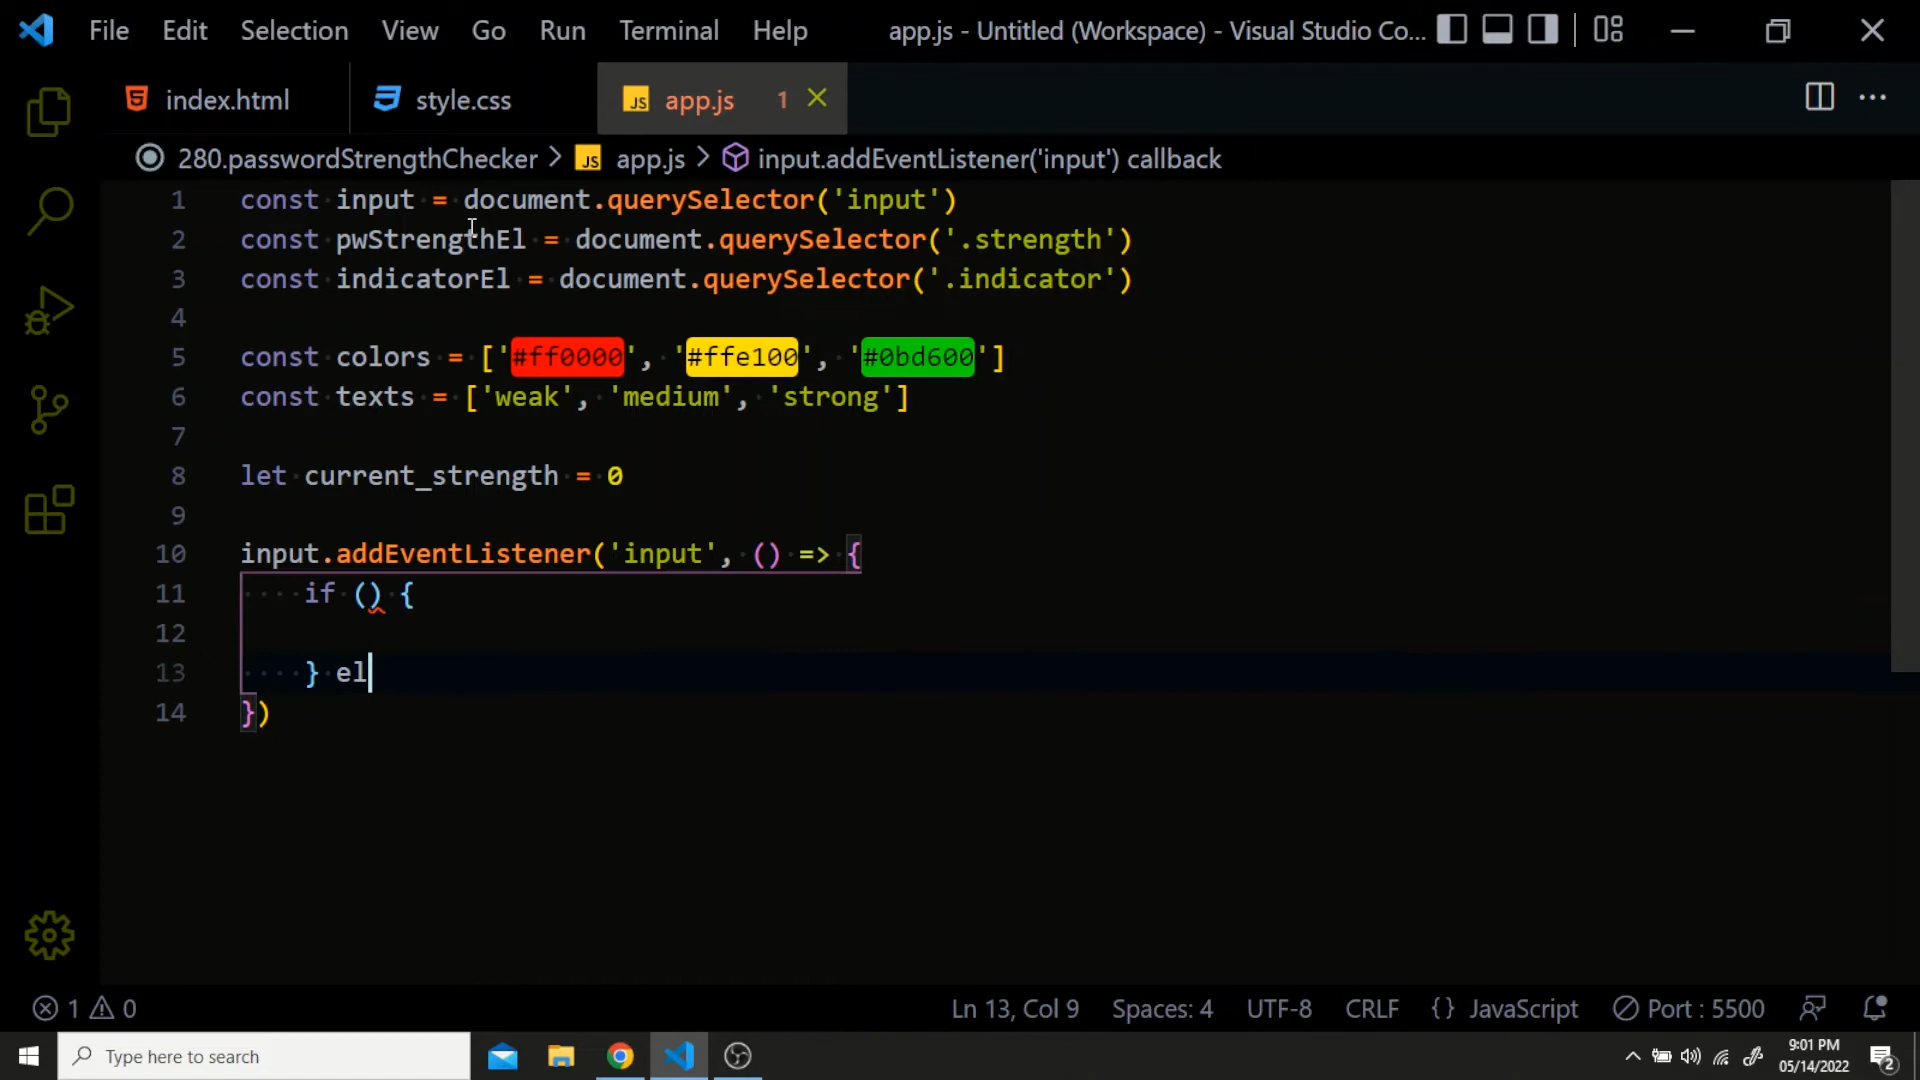 File Edit Selection View Go Run Terminal Help app.js - Untitled (Workspace) - Visual Studio Co...
index.html style.css JS app.js 1
280.passwordStrengthChecker > JS app.js > input.addEventListener('input') callback
1 const input = document.querySelector('input')
2 const pwStrengthEl = document.querySelector('.strength')
3 const indicatorEl = document.querySelector('.indicator')
4
5 const colors = ['#ff0000', '#ffe100', '#0bd600']
6 const texts = ['weak', 'medium', 'strong']
7
8 let current_strength = 0
9
10 input.addEventListener('input', () => {
11 if () {
12
13 } el
14 })
1 0 Ln 13, Col 9 Spaces: 4 UTF-8 CRLF {} JavaScript Port : 5500
Type here to search 9:01 PM
05/14/2022 2